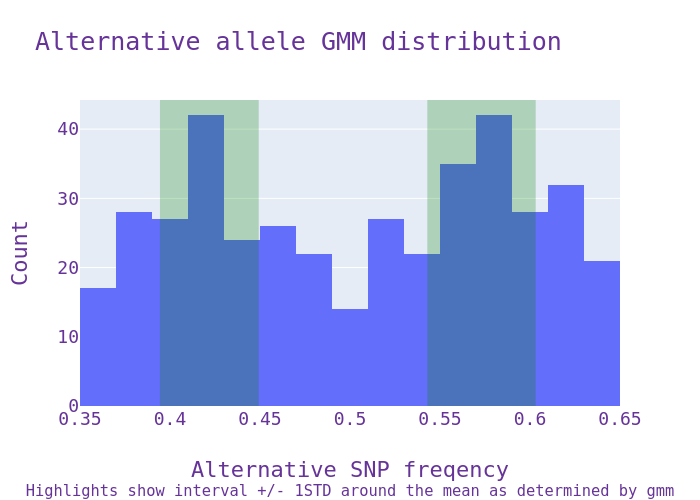 Alternative allele GMM distribution
40
30
20
10
0
Count
0.35 0.4 0.45 0.5 0.55 0.6 0.65
Alternative SNP freqency
Highlights show interval +/- 1STD around the mean as determined by gmm